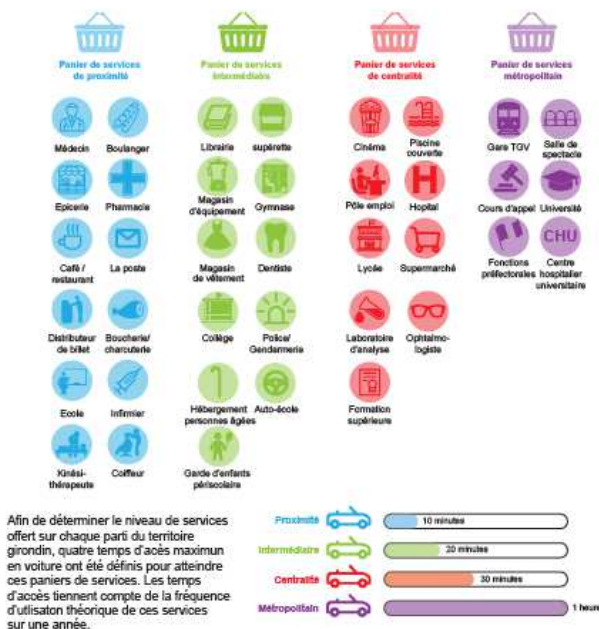 Panier de services
de proximité
Panier de services
intermédiaire
Panier de services
de centralité
Panier de services
métropolitain
Médecin
Boulanger
Librairie
supérette
Cinéma
Piscine
couverte
Gare TGV
Salle de
spectacle
Epicerie
Pharmacie
Magasin
d'équipement
Gymnase
Pôle emploi
H
Hopital
Cours d'appel
Université
Café /
restaurant
La poste
Magasin
de vêtement
Dentiste
Lycée
Supermarché
Fonctions
préfectorales
CHU
Centre
hospitalier
universitaire
Distributeur
de billet
Boucherie/
charcuterie
Collège
Police/
Gendarmerie
Laboratoire
d'analyse
Ophtalmo-
logiste
Ecole
Infirmier
Hébergement
personnes âgées
Auto-école
Formation
supérieure
Kinési-
thérapeute
Coiffeur
Garde d'enfants
périscolaire
Afin de déterminer le niveau de services
offert sur chaque parti du territoire
girondin, quatre temps d'acès maximun
en voiture ont été définis pour atteindre
ces paniers de services. Les temps
d'accès tiennent compte de la fréquence
d'utlisaton théorique de ces services
sur une année.
Proximité
10 minutes
Intermédiaire
20 minutes
Centralité
30 minutes
Métropolitain
1 heure